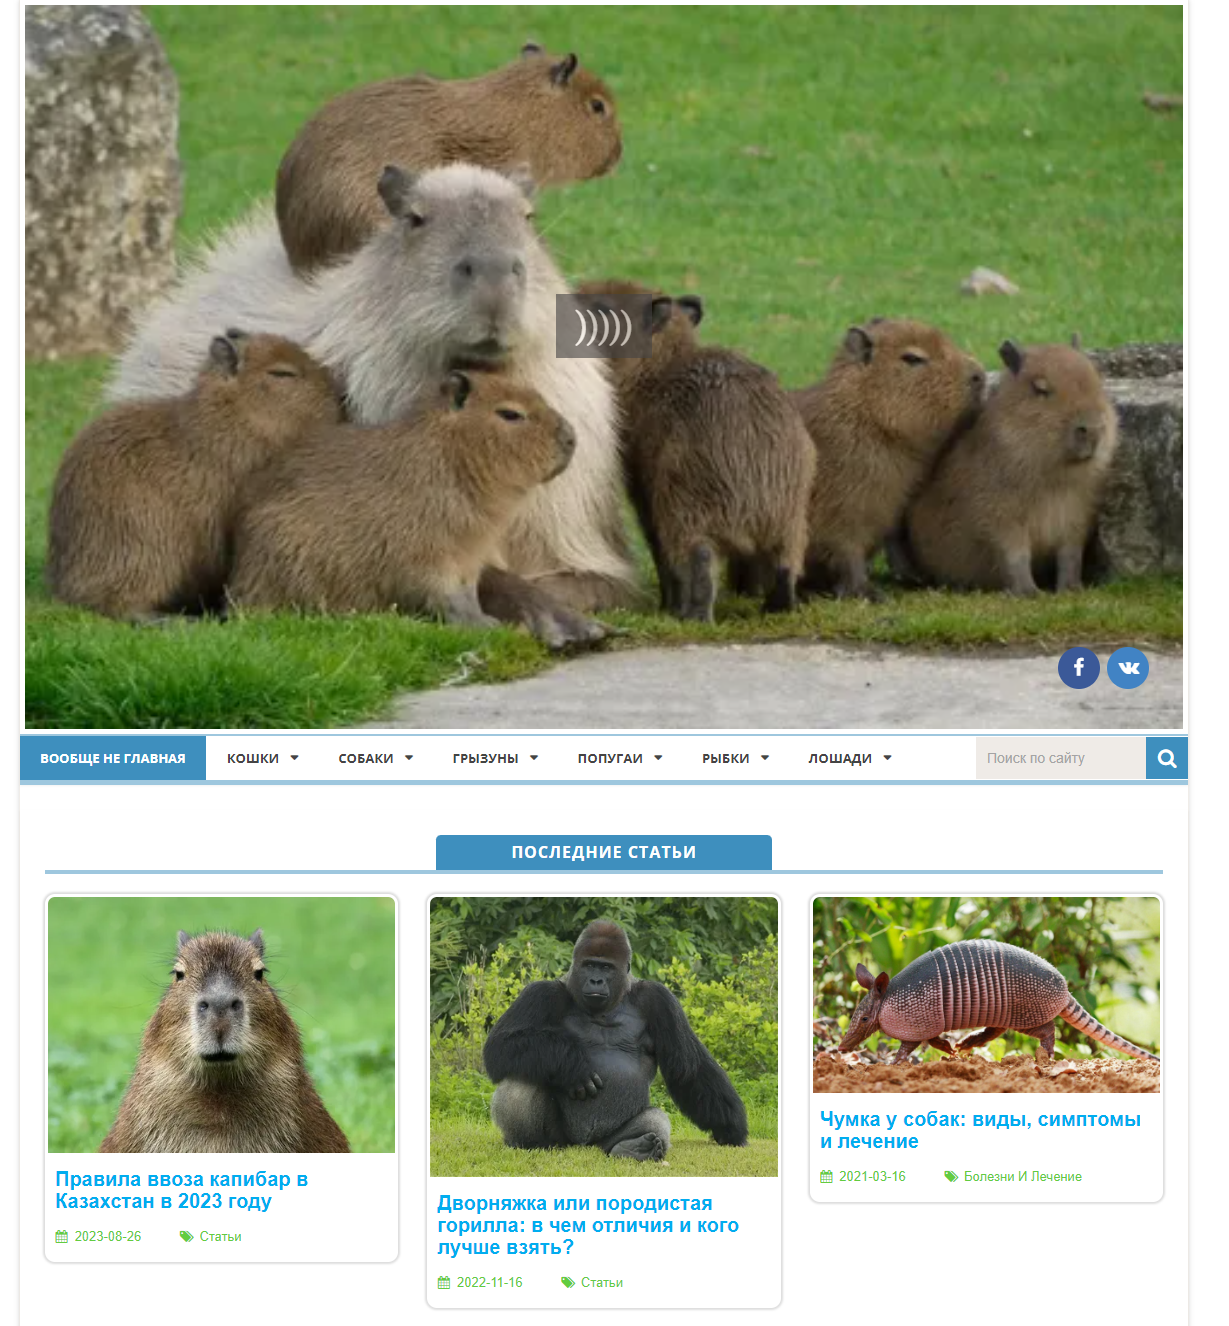 )))))
ВООБЩЕ НЕ ГЛАВНАЯ КОШКИ СОБАКИ ГРЫЗУНЫ ПОПУГАИ РЫБКИ ЛОШАДИ Поиск по сайту
ПОСЛЕДНИЕ СТАТЬИ
Правила ввоза капибар в
Казахстан в 2023 году
2023-08-26 Статьи
Дворняжка или породистая
горилла: в чем отличия и кого
лучше взять?
2022-11-16 Статьи
Чумка у собак: виды, симптомы
и лечение
2021-03-16 Болезни И Лечение